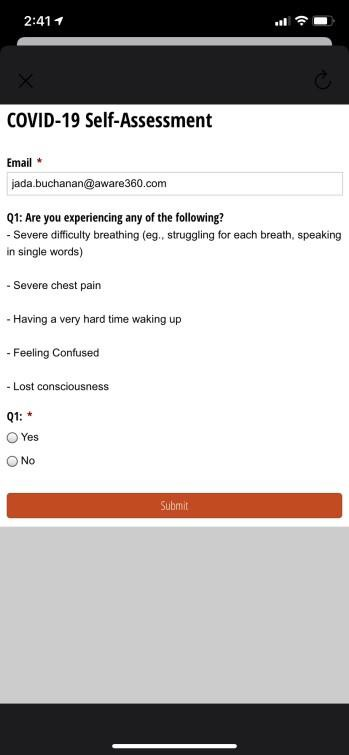 2:41
COVID-19 Self-Assessment
Email *
jada.buchanan@aware360.com
Q1: Are you experiencing any of the following?
- Severe difficulty breathing (eg., struggling for each breath, speaking
in single words)
- Severe chest pain
- Having a very hard time waking up
- Feeling Confused
- Lost consciousness
Q1: *
Yes
No
Submit